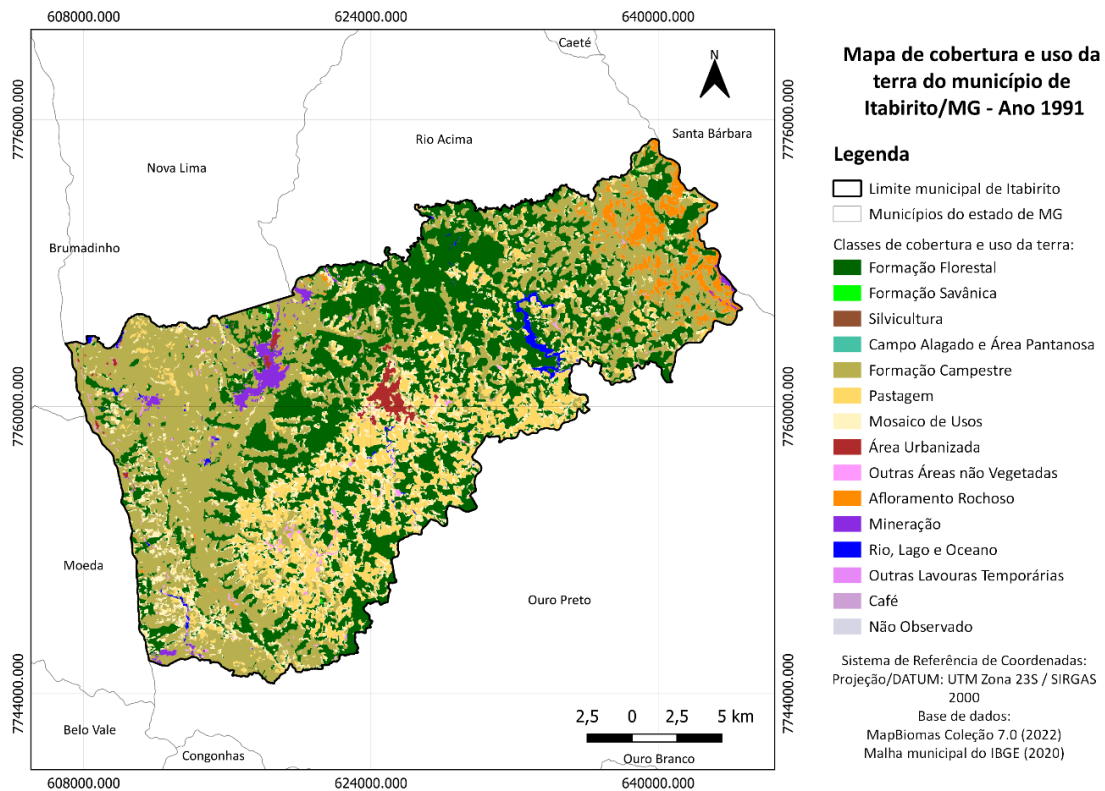 608000.000
624000.000
640000.000
Caeté
N
7776000.000
7776000.000
Santa Bárbara
Rio Acima
Nova Lima
Brumadinho
7760000.000
7760000.000
Moeda
Ouro Preto
7744000.000
7744000.000
2,5 0 2,5 5 km
Belo Vale
Congonhas
Ouro Branco
608000.000
624000.000
640000.000
Mapa de cobertura e uso da
terra do município de
Itabirito/MG - Ano 1991
Legenda
Limite municipal de Itabirito
Municípios do estado de MG
Classes de cobertura e uso da terra:
Formação Florestal
Formação Savânica
Silvicultura
Campo Alagado e Área Pantanosa
Formação Campestre
Pastagem
Mosaico de Usos
Área Urbanizada
Outras Áreas não Vegetadas
Afloramento Rochoso
Mineração
Rio, Lago e Oceano
Outras Lavouras Temporárias
Café
Não Observado
Sistema de Referência de Coordenadas:
Projeção/DATUM: UTM Zona 23S / SIRGAS
2000
Base de dados:
MapBiomas Coleção 7.0 (2022)
Malha municipal do IBGE (2020)